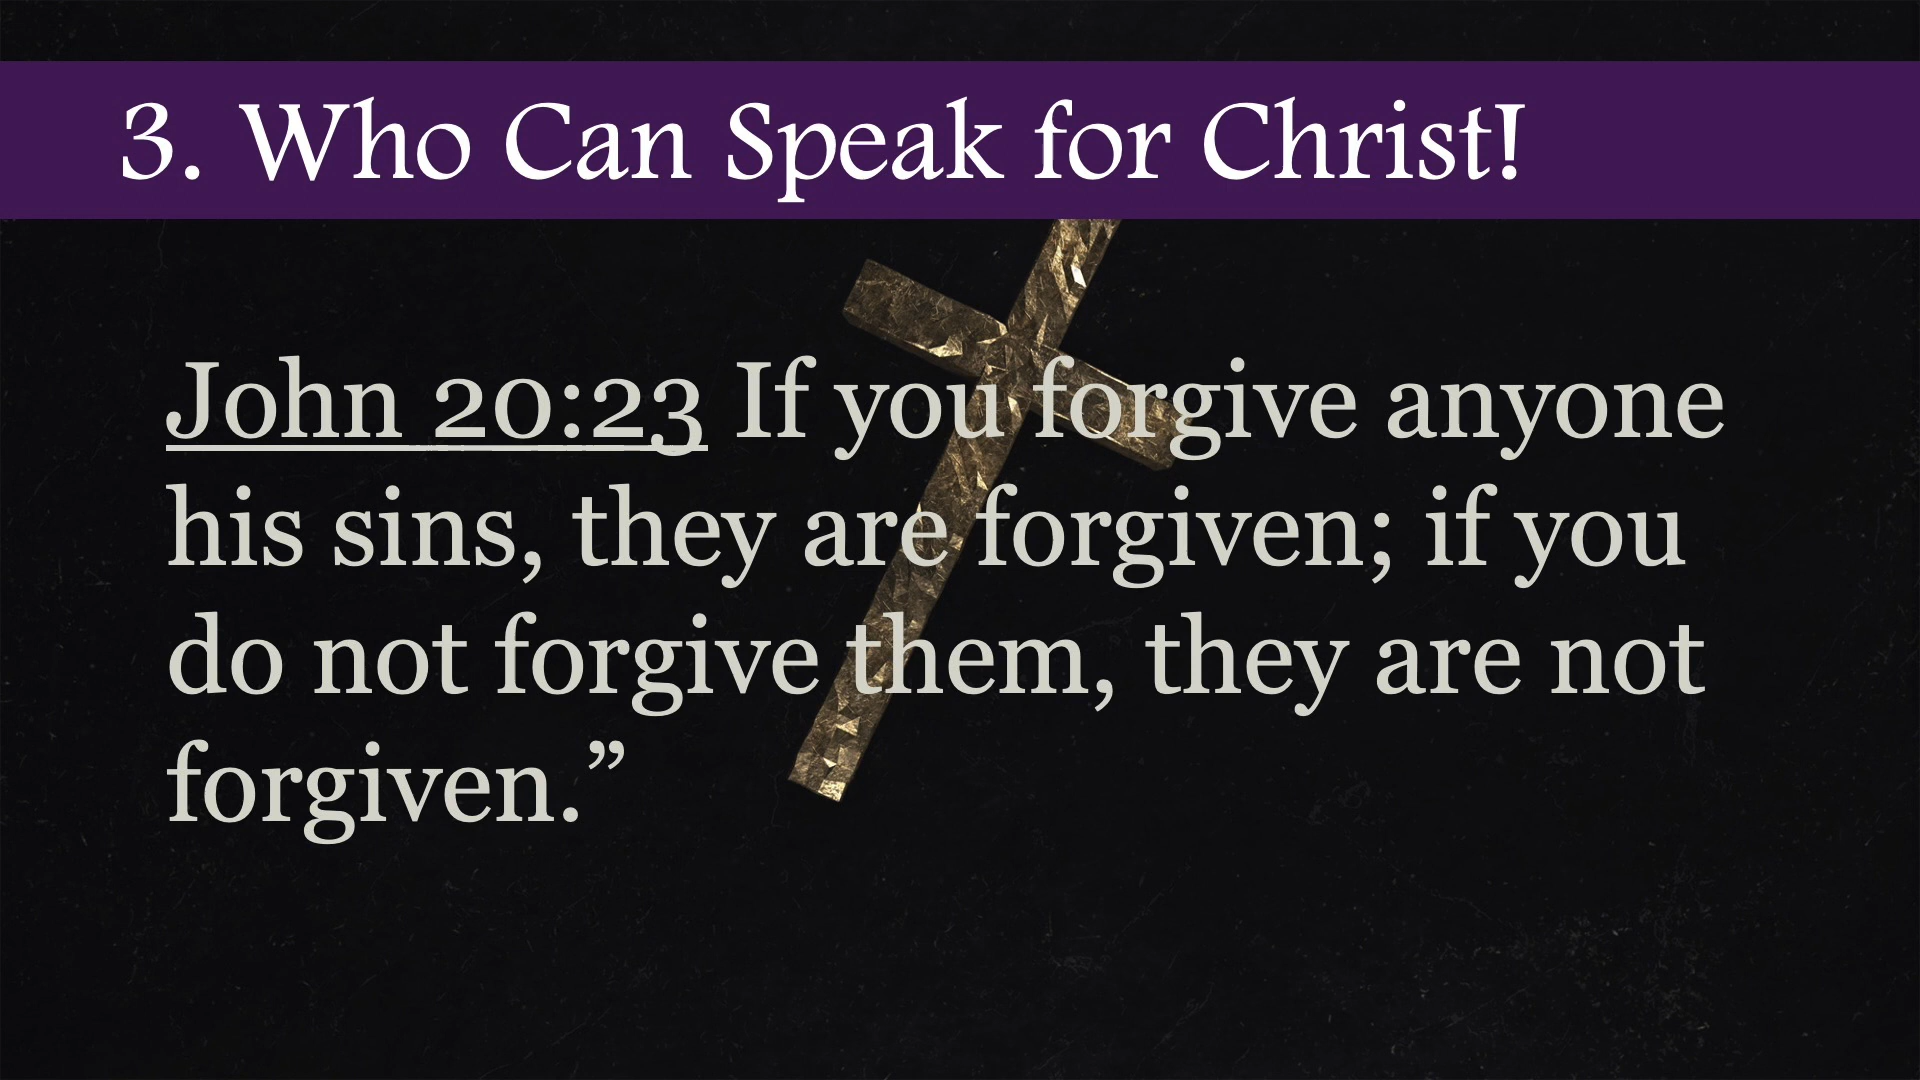 3. Who Can Speak for Christ!
John 20:23 If you forgive anyone
his sins, they are forgiven; if you
do not forgive them, they are not
forgiven.”